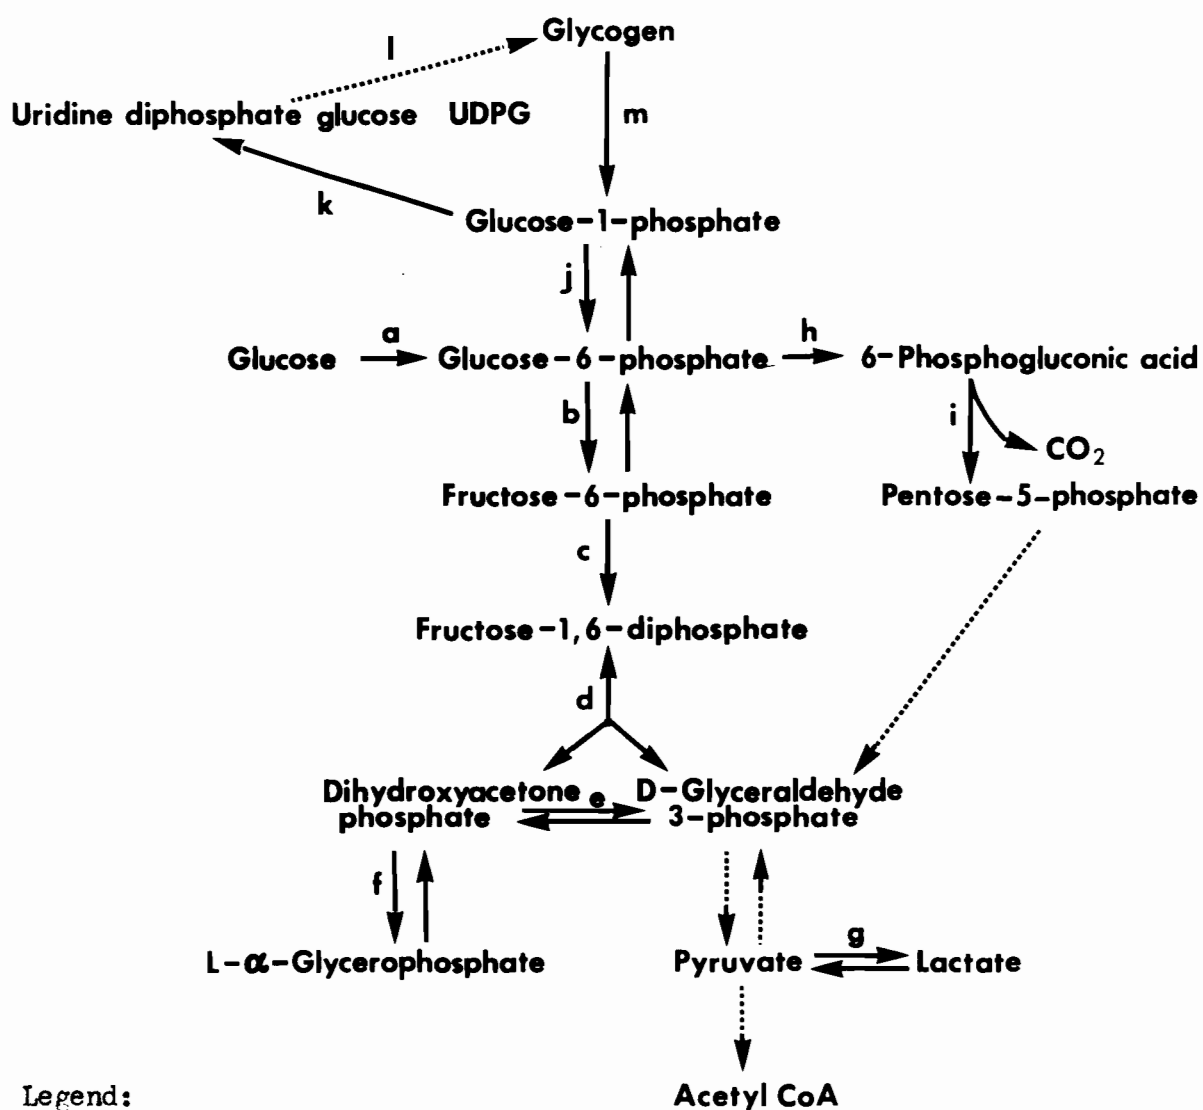 Glycogen
l
Uridine diphosphate glucose UDPG
m
k
Glucose-1-phosphate
j
a
h
Glucose
Glucose-6-phosphate
6-Phosphogluconic acid
b
i
CO₂
Fructose-6-phosphate
Pentose-5-phosphate
c
Fructose-1,6-diphosphate
d
Dihydroxyacetone
phosphate
e
D-Glyceraldehyde
3-phosphate
f
g
L-α-Glycerophosphate
Pyruvate
Lactate
Legend:
Acetyl CoA